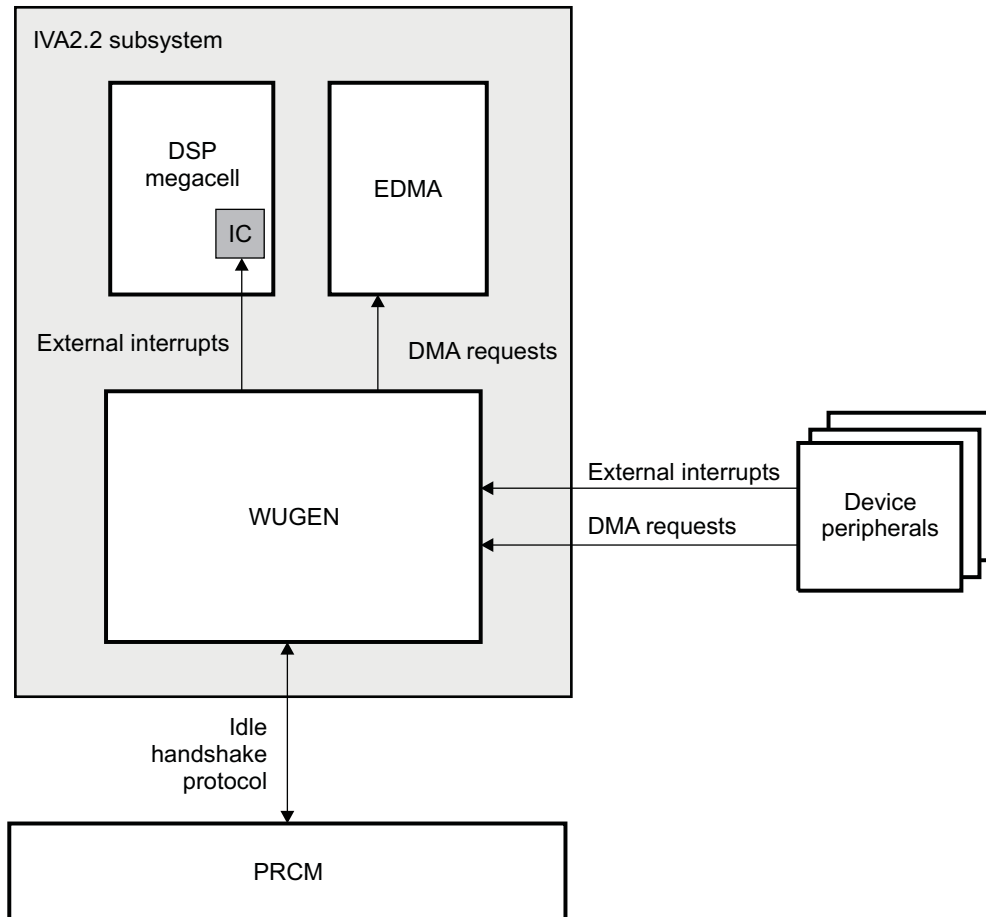 IVA2.2 subsystem
DSP
megacell
IC
EDMA
External interrupts
DMA requests
WUGEN
External interrupts
DMA requests
Device
peripherals
Idle
handshake
protocol
PRCM